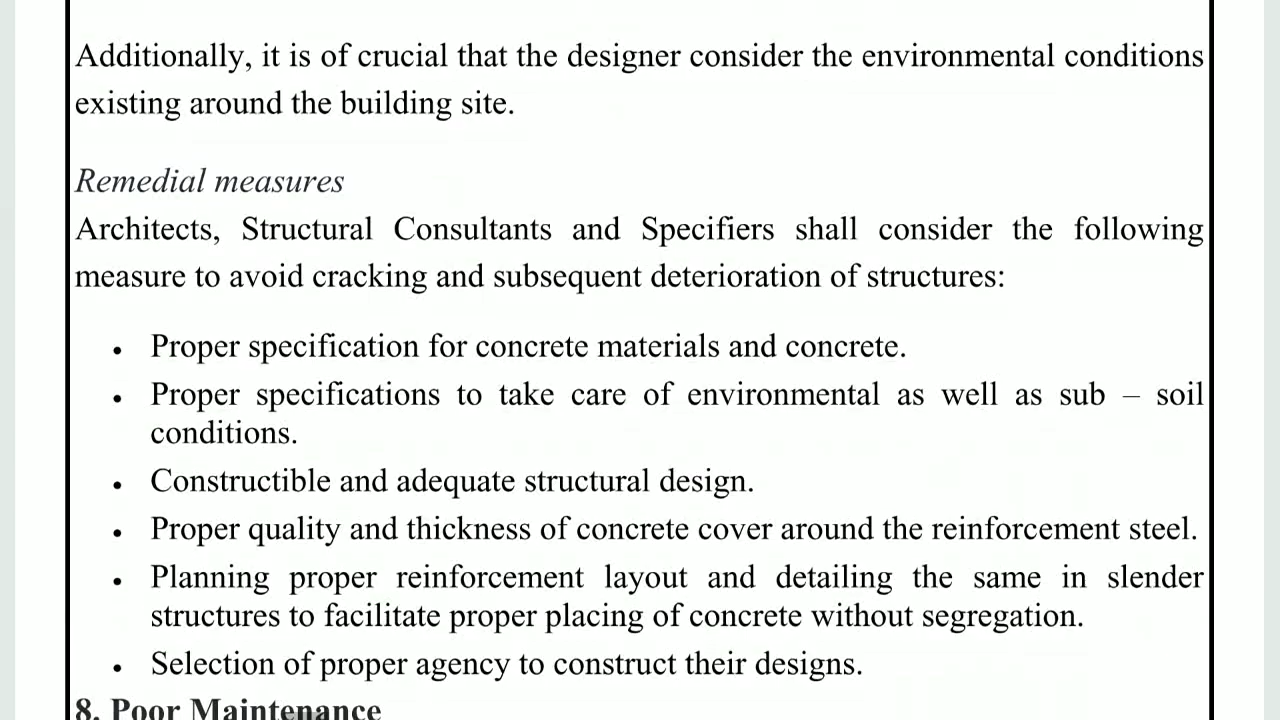 Additionally, it is of crucial that the designer consider the environmental conditions
existing around the building site.
Remedial measures
Architects, Structural Consultants and Specifiers shall consider the following
measure to avoid cracking and subsequent deterioration of structures:
• Proper specification for concrete materials and concrete.
• Proper specifications to take care of environmental as well as sub – soil
conditions.
• Constructible and adequate structural design.
• Proper quality and thickness of concrete cover around the reinforcement steel.
• Planning proper reinforcement layout and detailing the same in slender
structures to facilitate proper placing of concrete without segregation.
• Selection of proper agency to construct their designs.
8. Poor Maintenance